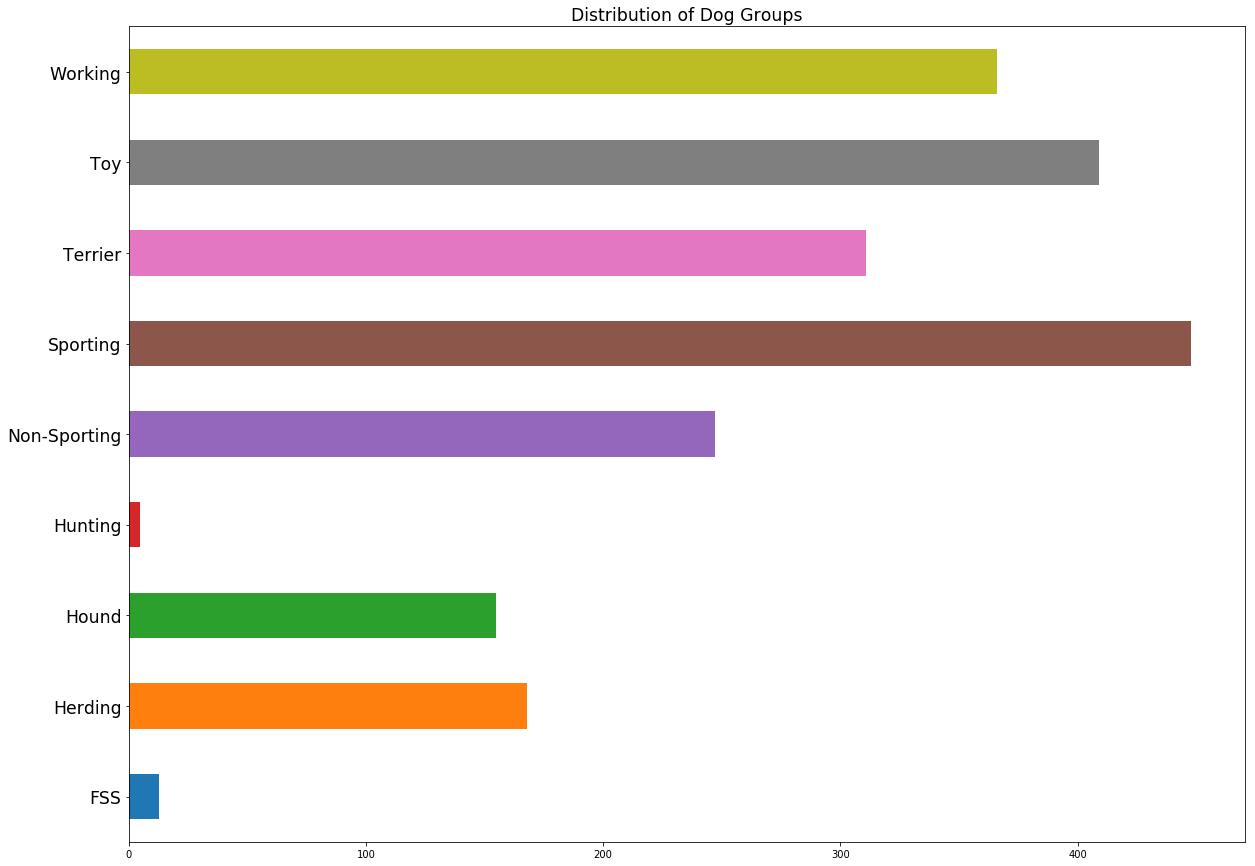 Distribution of Dog Groups
Working
Toy
Terrier
Sporting
Non-Sporting
Hunting
Hound
Herding
FSS
0 100 200 300 400